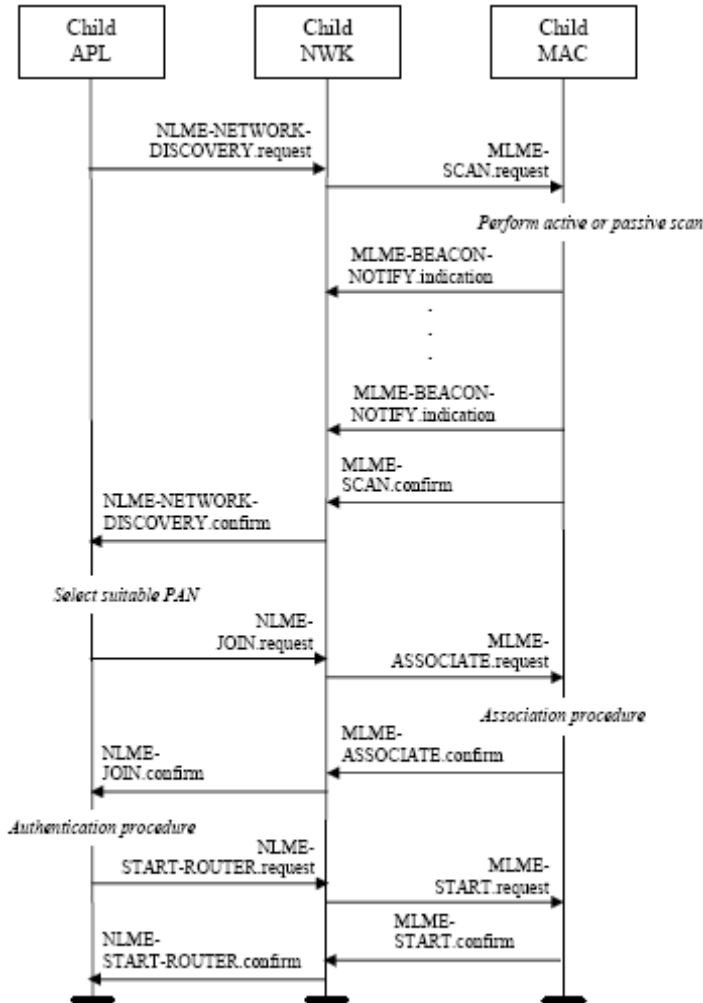 Child
APL
Child
NWK
Child
MAC
NLME-NETWORK-
DISCOVERY.request
MLME-
SCAN.request
Perform active or passive scan
MLME-BEACON-
NOTIFY.indication
.
.
.
MLME-BEACON-
NOTIFY.indication
MLME-
SCAN.confirm
NLME-NETWORK-
DISCOVERY.confirm
Select suitable PAN
NLME-
JOIN.request
MLME-
ASSOCIATE.request
Association procedure
MLME-
ASSOCIATE.confirm
NLME-
JOIN.confirm
Authentication procedure
NLME-
START-ROUTER.request
MLME-
START.request
MLME-
START.confirm
NLME-
START-ROUTER.confirm